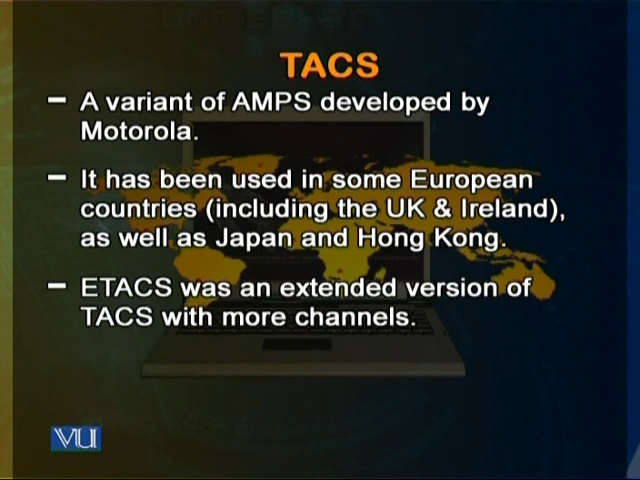 TACS
– A variant of AMPS developed by
Motorola.
– It has been used in some European
countries (including the UK & Ireland),
as well as Japan and Hong Kong.
– ETACS was an extended version of
TACS with more channels.
VU